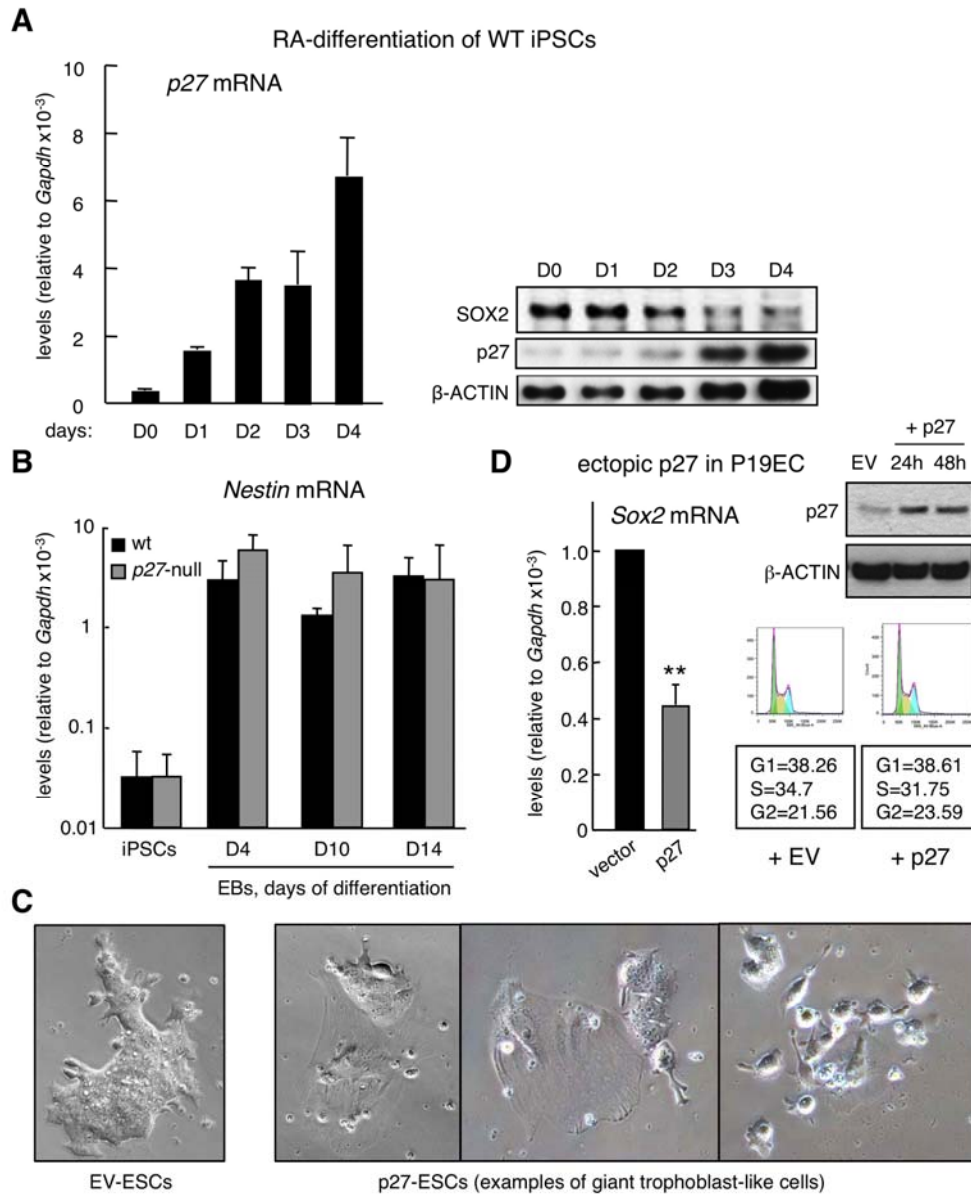 A
RA-differentiation of WT iPSCs
p27 mRNA
levels (relative to Gapdh x10-3)
10
8
6
4
2
0
days: D0 D1 D2 D3 D4
D0 D1 D2 D3 D4
SOX2
p27
β-ACTIN
B
Nestin mRNA
wt
p27-null
levels (relative to Gapdh x10-3)
10
1
0.1
0.01
iPSCs D4 D10 D14
EBs, days of differentiation
D
ectopic p27 in P19EC
+ p27
EV 24h 48h
p27
β-ACTIN
Sox2 mRNA
levels (relative to Gapdh x10-3)
1.0
0.8
0.6
0.4
0.2
0
**
vector p27
G1=38.26
S=34.7
G2=21.56
+ EV
G1=38.61
S=31.75
G2=23.59
+ p27
C
EV-ESCs
p27-ESCs (examples of giant trophoblast-like cells)